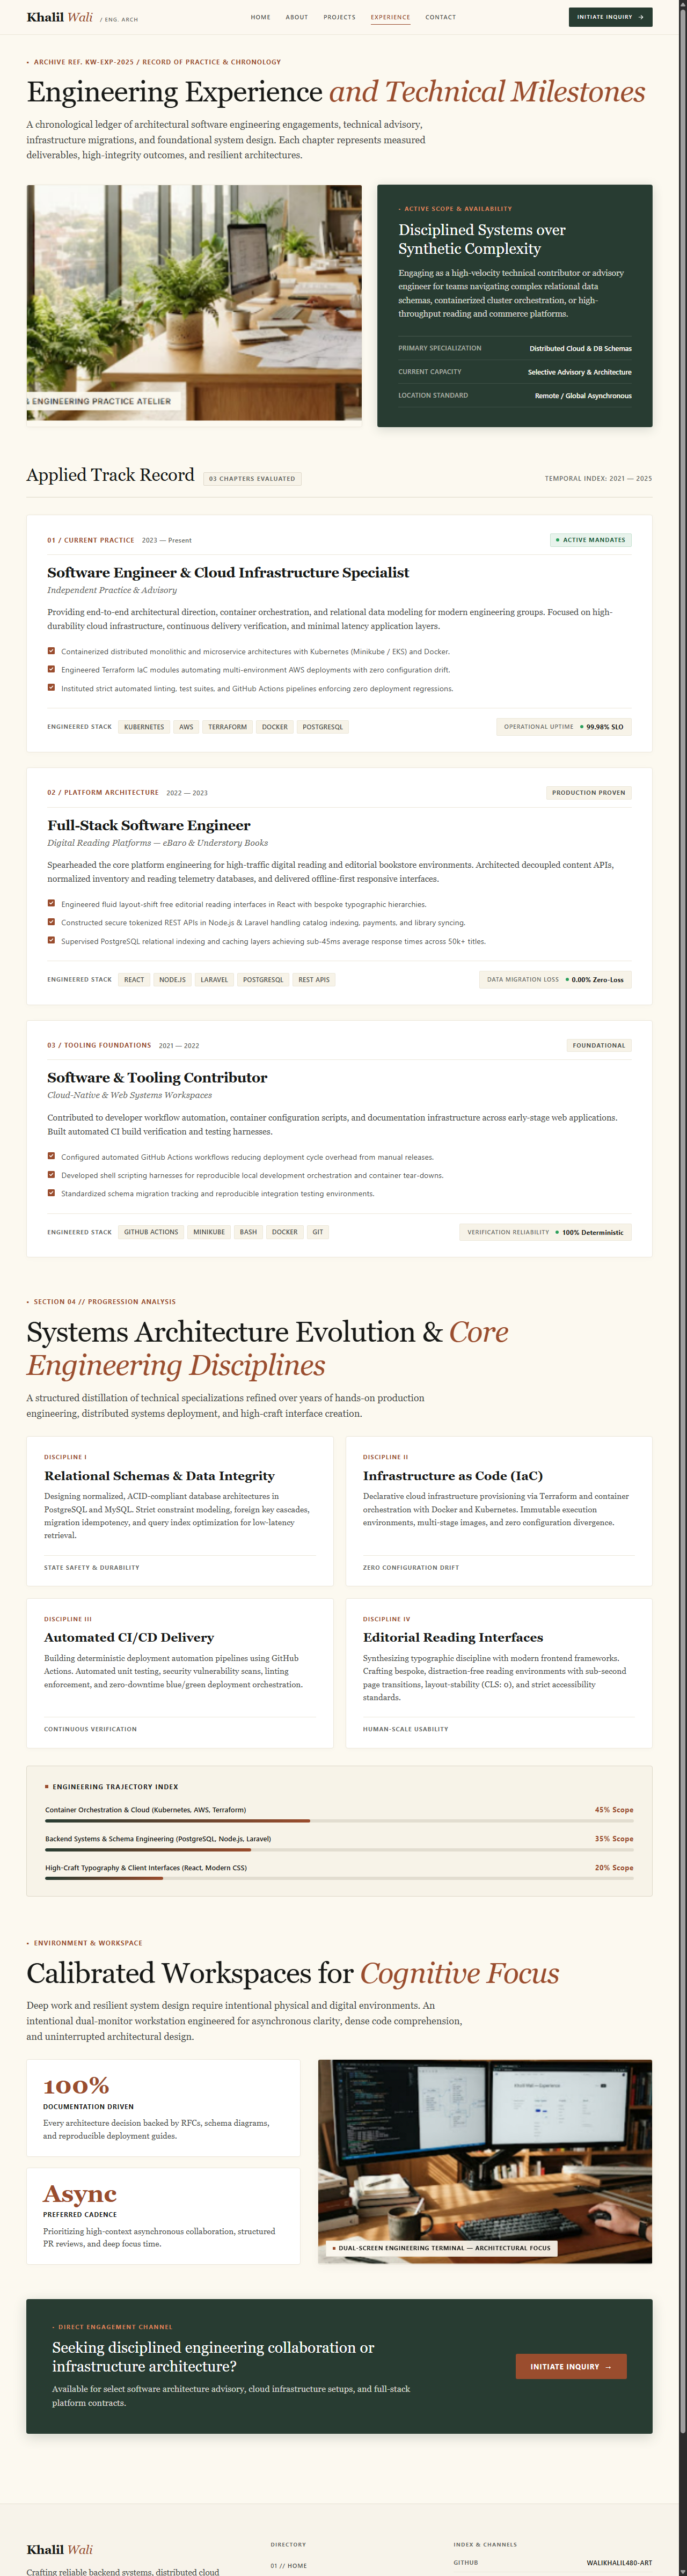 Khalil Wali / ENG. ARCH
HOME ABOUT PROJECTS EXPERIENCE CONTACT
INITIATE INQUIRY →
• ARCHIVE REF. KW-EXP-2025 / RECORD OF PRACTICE & CHRONOLOGY
Engineering Experience and Technical Milestones
A chronological ledger of architectural software engineering engagements, technical advisory,
infrastructure migrations, and foundational system design. Each chapter represents measured
deliverables, high-integrity outcomes, and resilient architectures.
ENGINEERING PRACTICE ATELIER
• ACTIVE SCOPE & AVAILABILITY
Disciplined Systems over
Synthetic Complexity
Engaging as a high-velocity technical contributor or advisory
engineer for teams navigating complex relational data
schemas, containerized cluster orchestration, or high-
throughput reading and commerce platforms.
PRIMARY SPECIALIZATION Distributed Cloud & DB Schemas
CURRENT CAPACITY Selective Advisory & Architecture
LOCATION STANDARD Remote / Global Asynchronous
Applied Track Record 03 CHAPTERS EVALUATED
TEMPORAL INDEX: 2021 — 2025
01 / CURRENT PRACTICE 2023 — Present
• ACTIVE MANDATES
Software Engineer & Cloud Infrastructure Specialist
Independent Practice & Advisory
Providing end-to-end architectural direction, container orchestration, and relational data modeling for modern engineering groups. Focused on high-
durability cloud infrastructure, continuous delivery verification, and minimal latency application layers.
Containerized distributed monolithic and microservice architectures with Kubernetes (Minikube / EKS) and Docker.
Engineered Terraform IaC modules automating multi-environment AWS deployments with zero configuration drift.
Instituted strict automated linting, test suites, and GitHub Actions pipelines enforcing zero deployment regressions.
ENGINEERED STACK KUBERNETES AWS TERRAFORM DOCKER POSTGRESQL
OPERATIONAL UPTIME • 99.98% SLO
02 / PLATFORM ARCHITECTURE 2022 — 2023
PRODUCTION PROVEN
Full-Stack Software Engineer
Digital Reading Platforms — eBaro & Understory Books
Spearheaded the core platform engineering for high-traffic digital reading and editorial bookstore environments. Architected decoupled content APIs,
normalized inventory and reading telemetry databases, and delivered offline-first responsive interfaces.
Engineered fluid layout-shift free editorial reading interfaces in React with bespoke typographic hierarchies.
Constructed secure tokenized REST APIs in Node.js & Laravel handling catalog indexing, payments, and library syncing.
Supervised PostgreSQL relational indexing and caching layers achieving sub-45ms average response times across 50k+ titles.
ENGINEERED STACK REACT NODE.JS LARAVEL POSTGRESQL REST APIS
DATA MIGRATION LOSS • 0.00% Zero-Loss
03 / TOOLING FOUNDATIONS 2021 — 2022
FOUNDATIONAL
Software & Tooling Contributor
Cloud-Native & Web Systems Workspaces
Contributed to developer workflow automation, container configuration scripts, and documentation infrastructure across early-stage web applications.
Built automated CI build verification and testing harnesses.
Configured automated GitHub Actions workflows reducing deployment cycle overhead from manual releases.
Developed shell scripting harnesses for reproducible local development orchestration and container tear-downs.
Standardized schema migration tracking and reproducible integration testing environments.
ENGINEERED STACK GITHUB ACTIONS MINIKUBE BASH DOCKER GIT
VERIFICATION RELIABILITY • 100% Deterministic
• SECTION 04 // PROGRESSION ANALYSIS
Systems Architecture Evolution & Core
Engineering Disciplines
A structured distillation of technical specializations refined over years of hands-on production
engineering, distributed systems deployment, and high-craft interface creation.
DISCIPLINE I
Relational Schemas & Data Integrity
Designing normalized, ACID-compliant database architectures in
PostgreSQL and MySQL. Strict constraint modeling, foreign key cascades,
migration idempotency, and query index optimization for low-latency
retrieval.
STATE SAFETY & DURABILITY
DISCIPLINE II
Infrastructure as Code (IaC)
Declarative cloud infrastructure provisioning via Terraform and container
orchestration with Docker and Kubernetes. Immutable execution
environments, multi-stage images, and zero configuration divergence.
ZERO CONFIGURATION DRIFT
DISCIPLINE III
Automated CI/CD Delivery
Building deterministic deployment automation pipelines using GitHub
Actions. Automated unit testing, security vulnerability scans, linting
enforcement, and zero-downtime blue/green deployment orchestration.
CONTINUOUS VERIFICATION
DISCIPLINE IV
Editorial Reading Interfaces
Synthesizing typographic discipline with modern frontend frameworks.
Crafting bespoke, distraction-free reading environments with sub-second
page transitions, layout-stability (CLS: 0), and strict accessibility
standards.
HUMAN-SCALE USABILITY
ENGINEERING TRAJECTORY INDEX
Container Orchestration & Cloud (Kubernetes, AWS, Terraform) 45% Scope
Backend Systems & Schema Engineering (PostgreSQL, Node.js, Laravel) 35% Scope
High-Craft Typography & Client Interfaces (React, Modern CSS) 20% Scope
• ENVIRONMENT & WORKSPACE
Calibrated Workspaces for Cognitive Focus
Deep work and resilient system design require intentional physical and digital environments. An
intentional dual-monitor workstation engineered for asynchronous clarity, dense code comprehension,
and uninterrupted architectural design.
100%
DOCUMENTATION DRIVEN
Every architecture decision backed by RFCs, schema diagrams,
and reproducible deployment guides.
Async
PREFERRED CADENCE
Prioritizing high-context asynchronous collaboration, structured
PR reviews, and deep focus time.
DUAL-SCREEN ENGINEERING TERMINAL — ARCHITECTURAL FOCUS
• DIRECT ENGAGEMENT CHANNEL
Seeking disciplined engineering collaboration or
infrastructure architecture?
Available for select software architecture advisory, cloud infrastructure setups, and full-stack
platform contracts.
INITIATE INQUIRY →
Khalil Wali
Crafting reliable backend systems, distributed cloud
DIRECTORY
01 // HOME
INDEX & CHANNELS
GITHUB WALIKHALIL480-ART